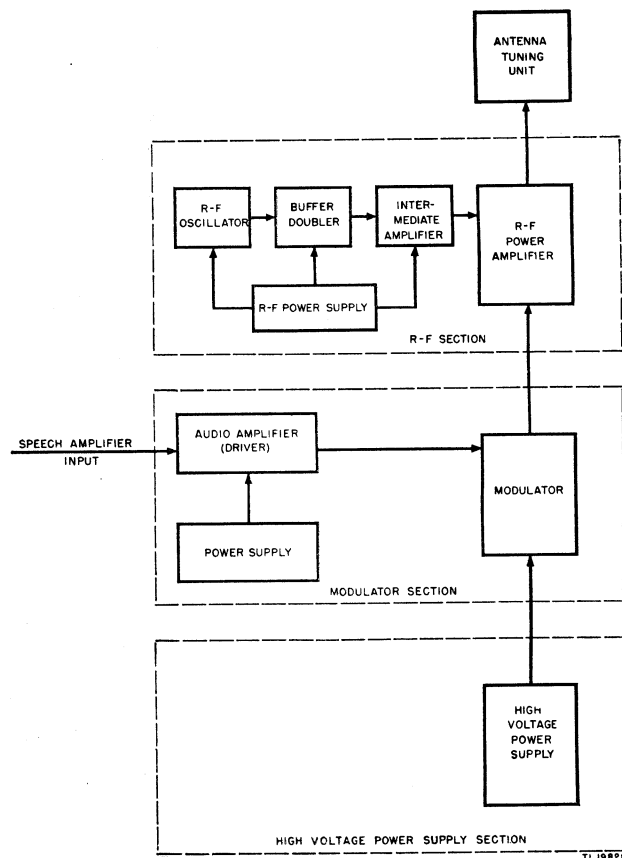 ANTENNA
TUNING
UNIT
R-F
OSCILLATOR
BUFFER
DOUBLER
INTER-
MEDIATE
AMPLIFIER
R-F
POWER
AMPLIFIER
R-F POWER SUPPLY
R-F SECTION
SPEECH AMPLIFIER
INPUT
AUDIO AMPLIFIER
(DRIVER)
MODULATOR
POWER SUPPLY
MODULATOR SECTION
HIGH
VOLTAGE
POWER
SUPPLY
HIGH VOLTAGE POWER SUPPLY SECTION